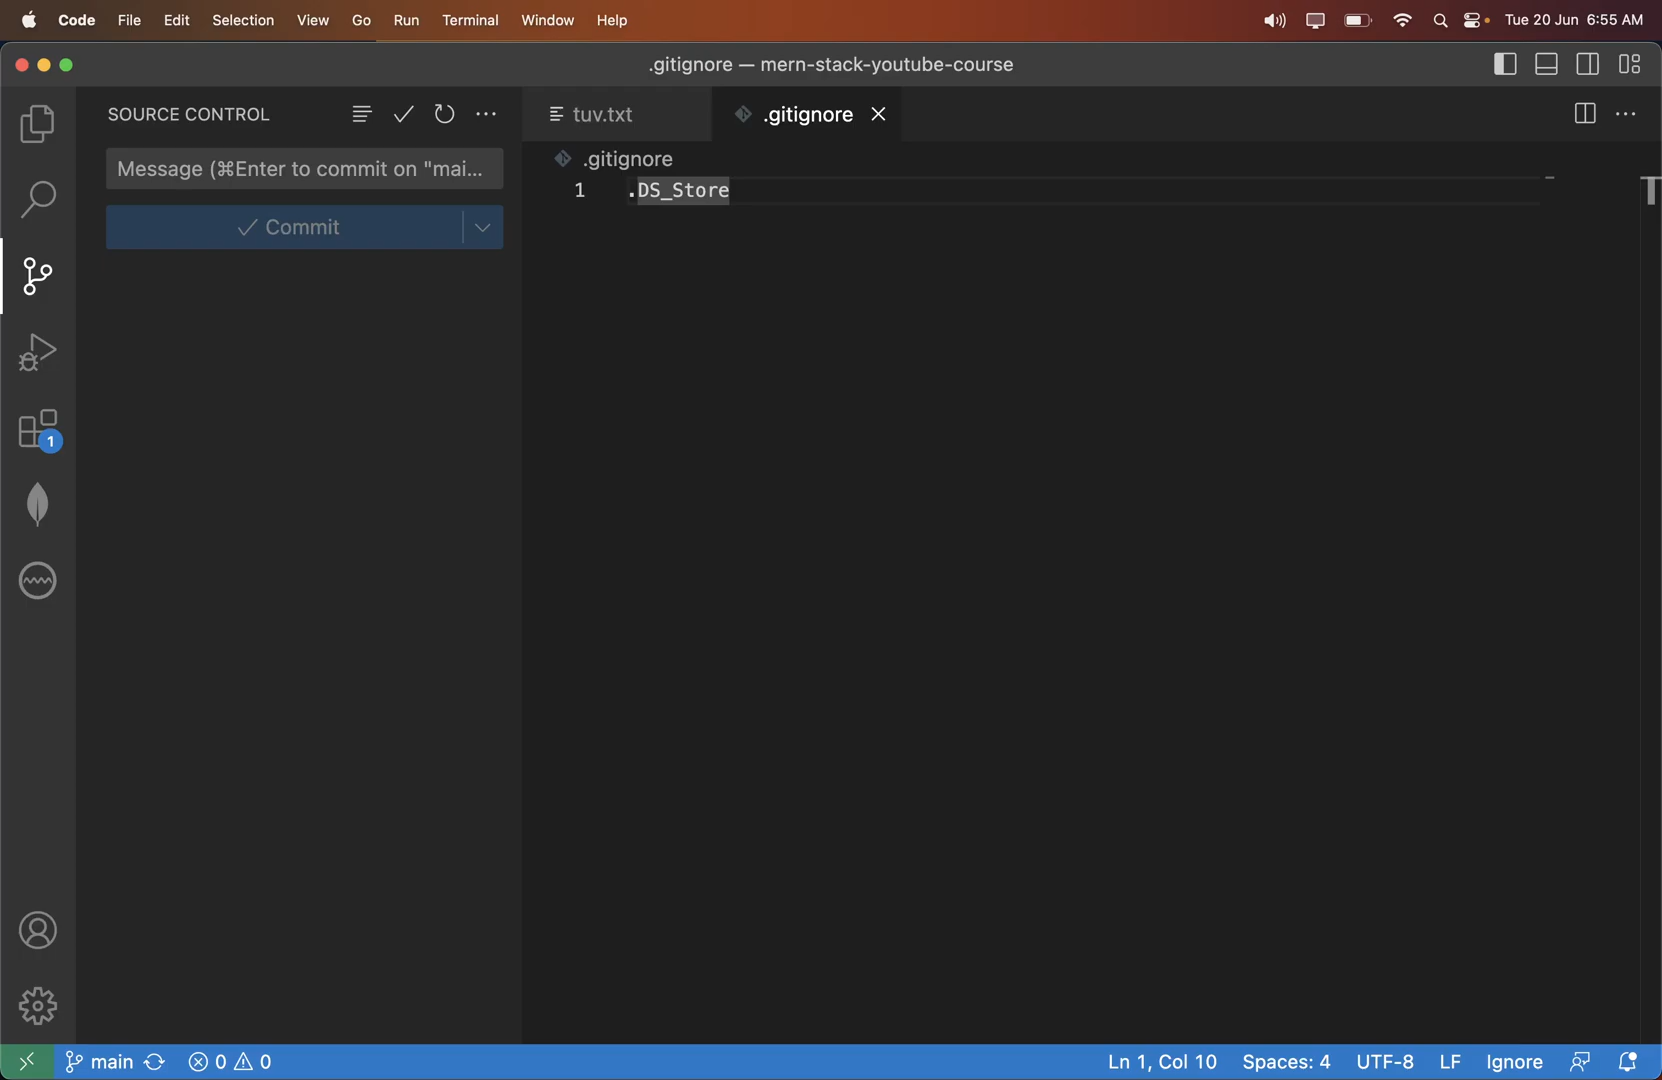 Code File Edit Selection View Go Run Terminal Window Help Tue 20 Jun 6:55 AM
.gitignore — mern-stack-youtube-course
SOURCE CONTROL
tuv.txt .gitignore
.gitignore
Message (⌘Enter to commit on "mai...
1 .DS_Store
Commit
1
main 0 0 Ln 1, Col 10 Spaces: 4 UTF-8 LF Ignore